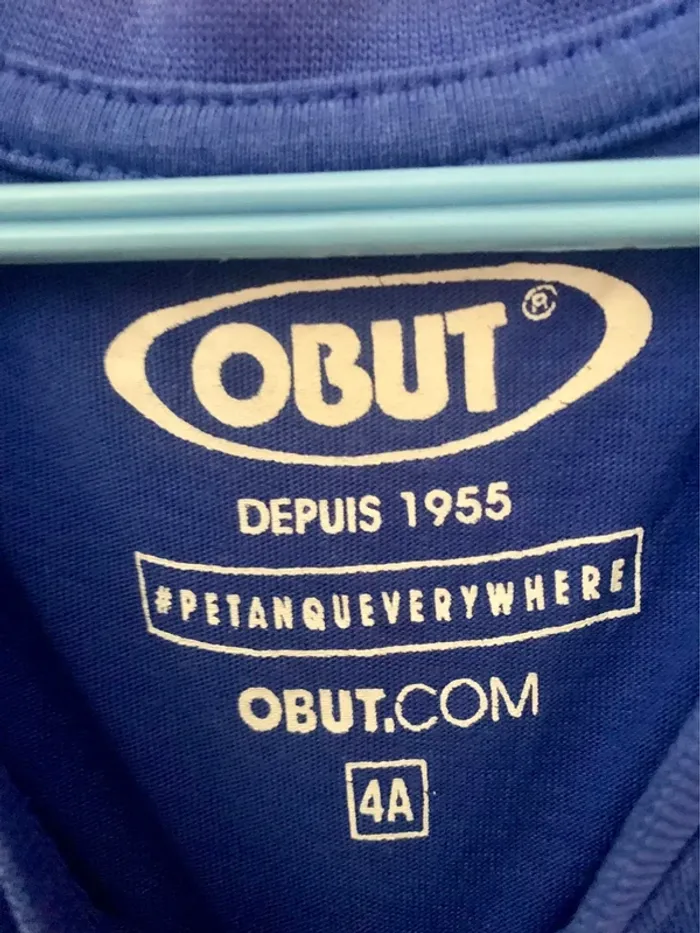 OBUT®
DEPUIS 1955
#PETANQUEVERYWHERE
OBUT.COM
4A